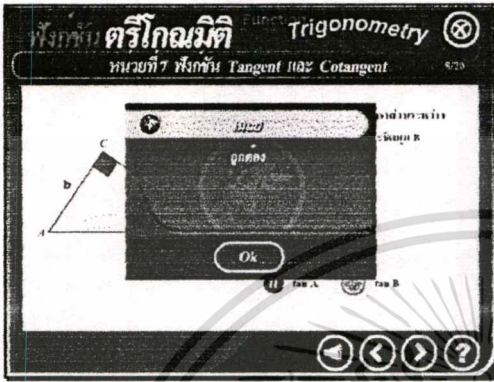 ฟังก์ชัน ตรีโกณมิติ Function Trigonometry
หน่วยที่ 7 ฟังก์ชัน Tangent และ Cotangent 8/20
ถูกต้อง
C
b
A
Ok
tan A tan B